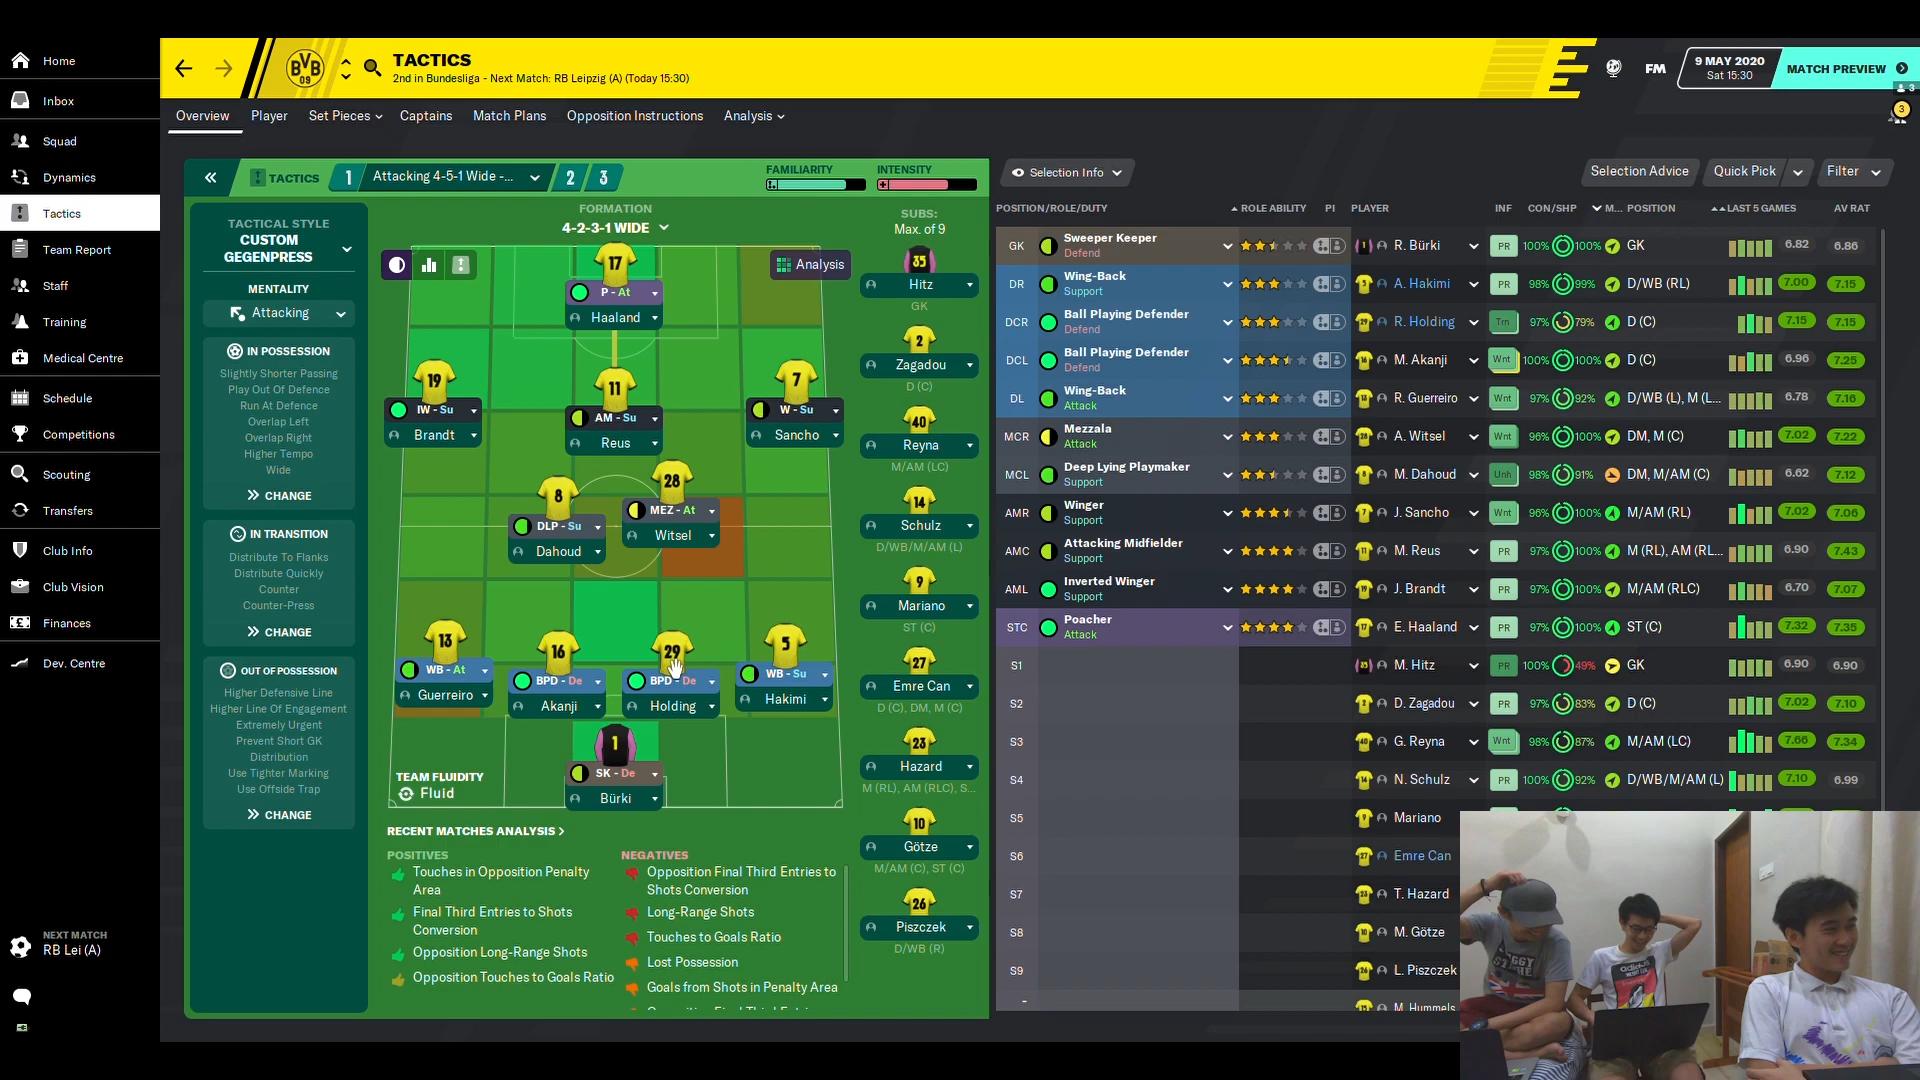 Home
Inbox
Squad
Dynamics
Tactics
Team Report
Staff
Training
Medical Centre
Schedule
Competitions
Scouting
Transfers
Club Info
Club Vision
Finances
Dev. Centre
NEXT MATCH
RB Lei (A)
BVB
09
TACTICS
2nd in Bundesliga - Next Match: RB Leipzig (A) (Today 15:30)
FM
9 MAY 2020
Sat 15:30
MATCH PREVIEW
3
3
Overview
Player
Set Pieces
Captains
Match Plans
Opposition Instructions
Analysis
TACTICS
1
Attacking 4-5-1 Wide -...
2
3
FAMILIARITY
INTENSITY
TACTICAL STYLE
CUSTOM
GEGENPRESS
MENTALITY
Attacking
IN POSSESSION
Slightly Shorter Passing
Play Out Of Defence
Run At Defence
Overlap Left
Overlap Right
Higher Tempo
Wide
CHANGE
IN TRANSITION
Distribute To Flanks
Distribute Quickly
Counter
Counter-Press
CHANGE
OUT OF POSSESSION
Higher Defensive Line
Higher Line Of Engagement
Extremely Urgent
Prevent Short GK
Distribution
Use Tighter Marking
Use Offside Trap
CHANGE
FORMATION
4-2-3-1 WIDE
Analysis
17
P - At
Haaland
19
IW - Su
Brandt
11
AM - Su
Reus
7
W - Su
Sancho
8
DLP - Su
Dahoud
28
MEZ - At
Witsel
13
WB - At
Guerreiro
16
BPD - De
Akanji
29
BPD - De
Holding
5
WB - Su
Hakimi
1
SK - De
Bürki
TEAM FLUIDITY
Fluid
RECENT MATCHES ANALYSIS >
POSITIVES
Touches in Opposition Penalty
Area
Final Third Entries to Shots
Conversion
Opposition Long-Range Shots
Opposition Touches to Goals Ratio
NEGATIVES
Opposition Final Third Entries to
Shots Conversion
Long-Range Shots
Touches to Goals Ratio
Lost Possession
Goals from Shots in Penalty Area
SUBS:
Max. of 9
35
Hitz
GK
2
Zagadou
D (C)
40
Reyna
M/AM (LC)
14
Schulz
D/WB/M/AM (L)
9
Mariano
ST (C)
27
Emre Can
D (C), DM, M (C)
23
Hazard
M (RL), AM (RLC), S...
10
Götze
M/AM (C), ST (C)
26
Piszczek
D/WB (R)
Selection Info
Selection Advice
Quick Pick
Filter
POSITION/ROLE/DUTY ROLE ABILITY PI PLAYER INF CON/SHP M... POSITION LAST 5 GAMES AV RAT
GK Sweeper Keeper Defend R. Bürki PR 100% 100% GK 6.82 6.86
DR Wing-Back Support A. Hakimi PR 98% 99% D/WB (RL) 7.00 7.15
DCR Ball Playing Defender Defend R. Holding Trn 97% 79% D (C) 7.15 7.15
DCL Ball Playing Defender Defend M. Akanji Wnt 100% 100% D (C) 6.96 7.25
DL Wing-Back Attack R. Guerreiro Wnt 97% 92% D/WB (L), M (L... 6.78 7.16
MCR Mezzala Attack A. Witsel Wnt 96% 100% DM, M (C) 7.02 7.22
MCL Deep Lying Playmaker Support M. Dahoud Unh 98% 91% DM, M/AM (C) 6.62 7.12
AMR Winger Support J. Sancho Wnt 96% 100% M/AM (RL) 7.02 7.06
AMC Attacking Midfielder Support M. Reus PR 97% 100% M (RL), AM (RL... 6.90 7.43
AML Inverted Winger Support J. Brandt PR 97% 100% M/AM (RLC) 6.70 7.07
STC Poacher Attack E. Haaland PR 97% 100% ST (C) 7.32 7.35
S1 M. Hitz PR 100% 49% GK 6.90 6.90
S2 D. Zagadou PR 97% 83% D (C) 7.02 7.10
S3 G. Reyna Wnt 98% 87% M/AM (LC) 7.66 7.34
S4 N. Schulz PR 100% 92% D/WB/M/AM (L) 7.10 6.99
S5 Mariano
S6 Emre Can
S7 T. Hazard
S8 M. Götze
S9 L. Piszczek
- M. Hummels
adidas